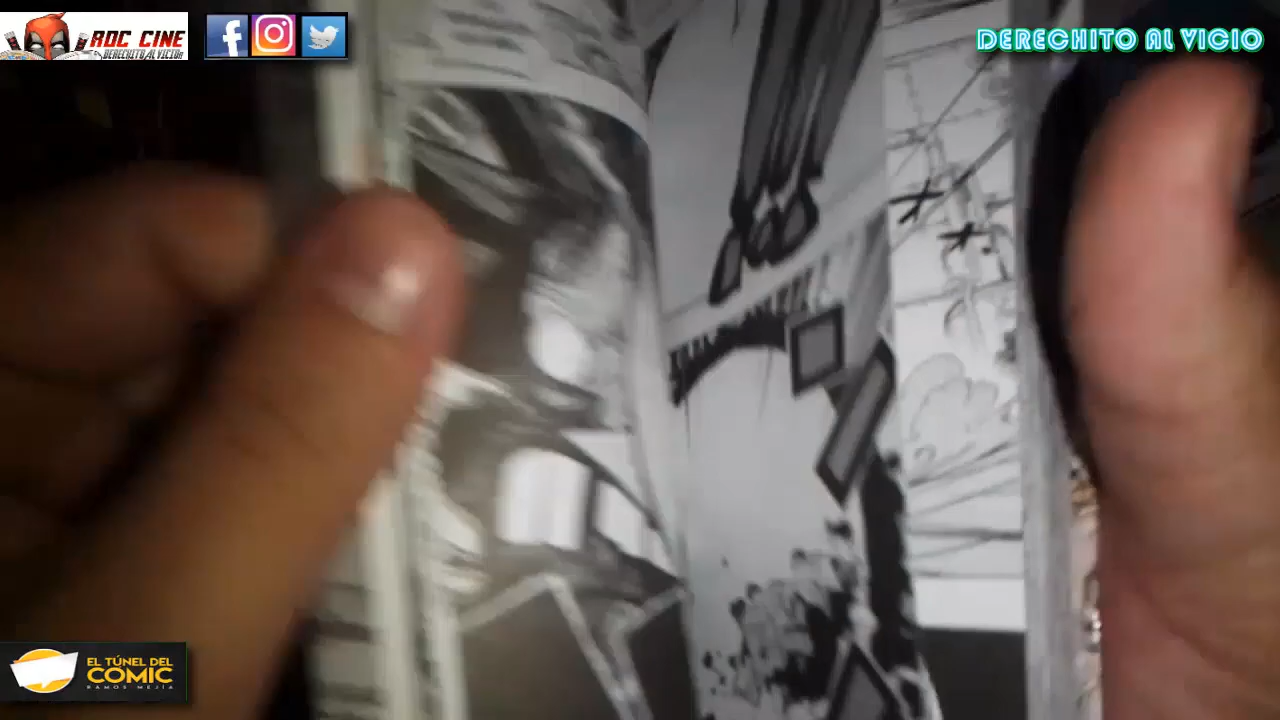 ROC CINE
DERECHITO AL VICIO
DERECHITO AL VICIO
EL TÚNEL DEL
COMIC
RAMOS MEJÍA